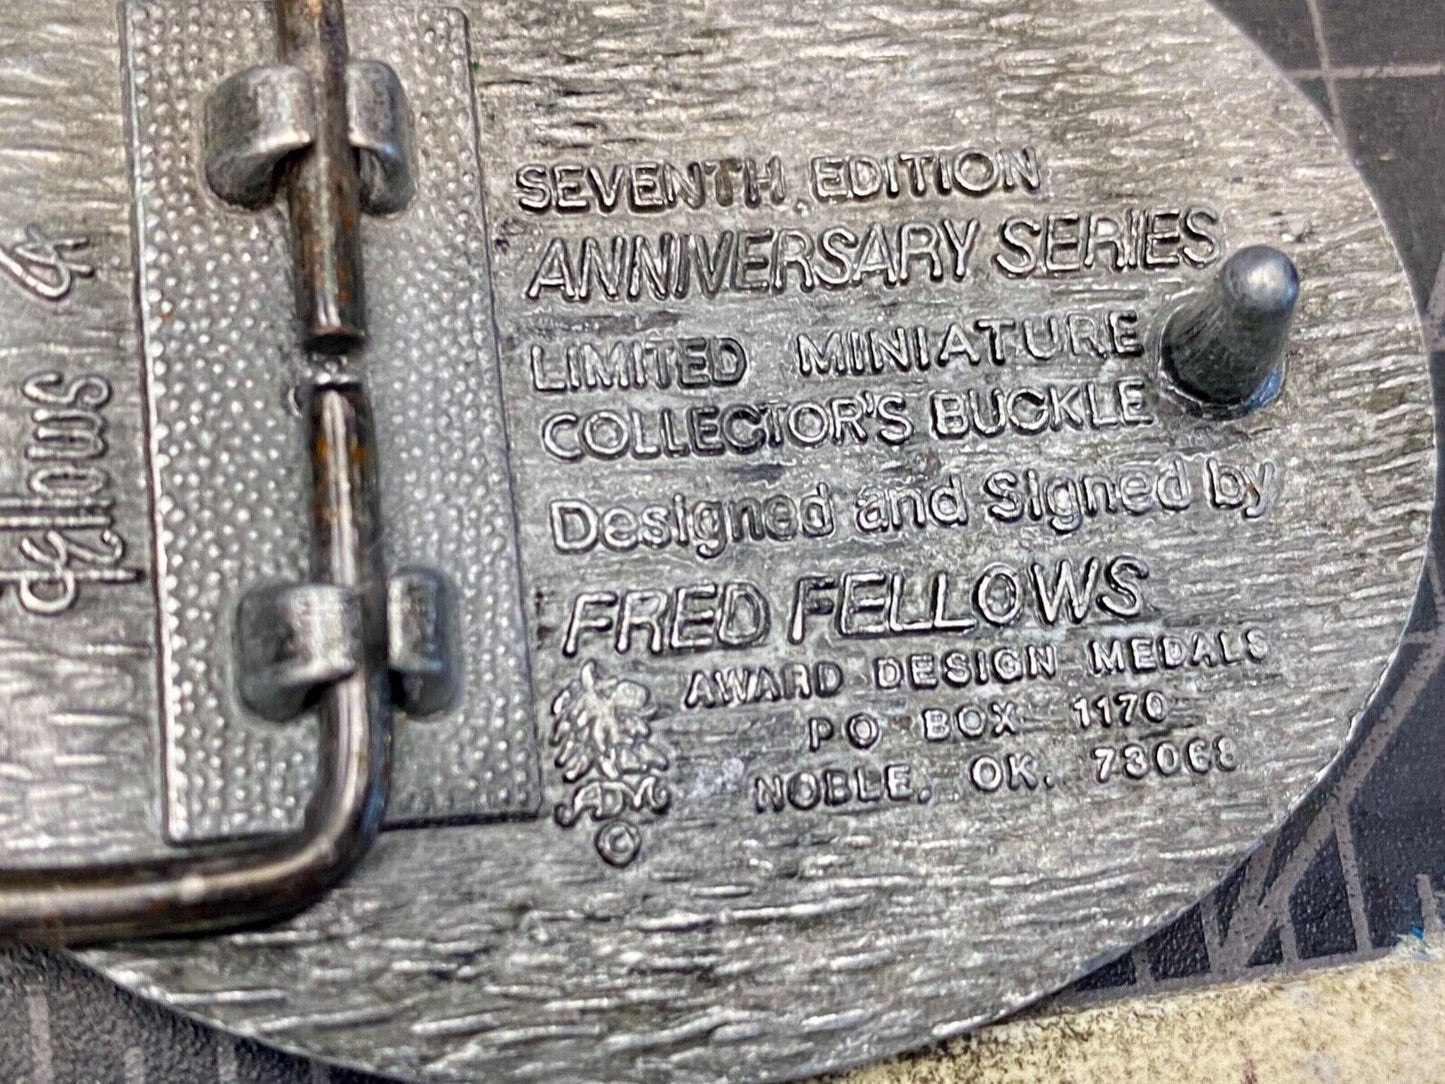 SEVENTH EDITION
ANNIVERSARY SERIES
LIMITED MINIATURE
COLLECTOR'S BUCKLE
Designed and Signed by
FRED FELLOWS
AWARD DESIGN MEDALS
PO BOX 1170
NOBLE, OK. 73068
ADM
©
Fellows